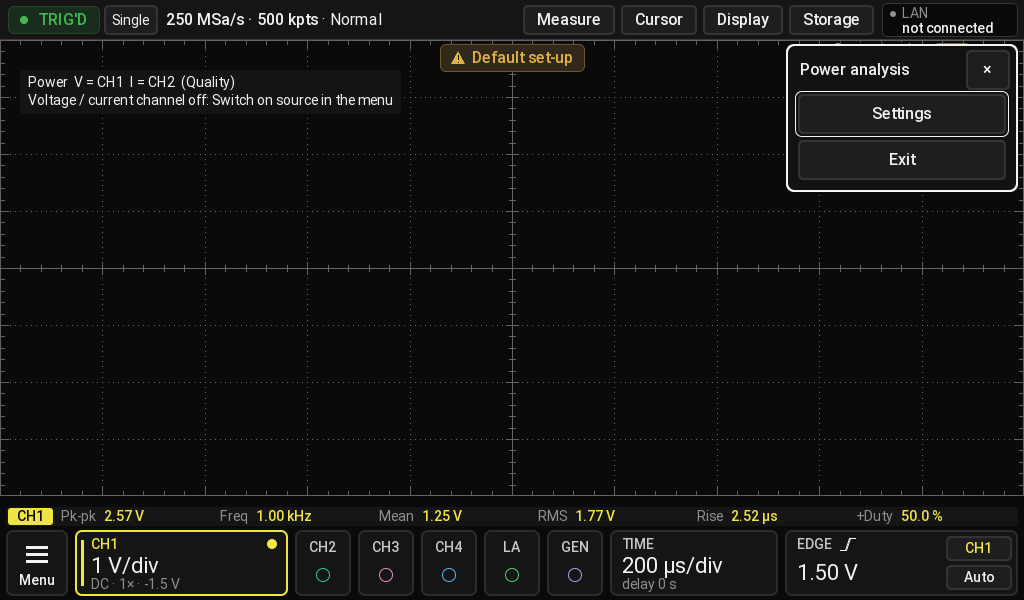 TRIG'D
Single
250 MSa/s · 500 kpts · Normal
Measure
Cursor
Display
Storage
LAN
not connected
Default set-up
Power V = CH1 I = CH2 (Quality)
Voltage / current channel off: Switch on source in the menu
Power analysis
×
Settings
Exit
CH1 Pk-pk 2.57 V Freq 1.00 kHz Mean 1.25 V RMS 1.77 V Rise 2.52 µs +Duty 50.0 %
Menu
CH1
1 V/div
DC · 1× · -1.5 V
CH2
CH3
CH4
LA
GEN
TIME
200 µs/div
delay 0 s
EDGE
1.50 V
CH1
Auto